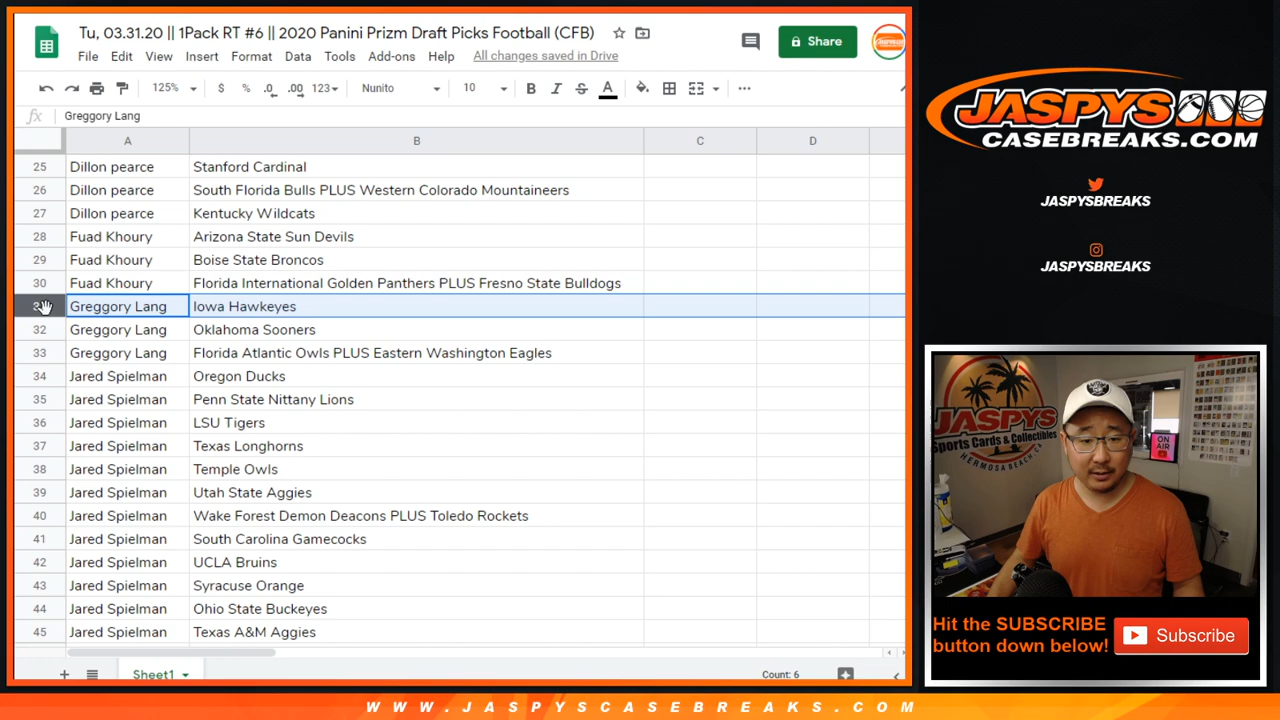 Tu, 03.31.20 || 1Pack RT #6 || 2020 Panini Prizm Draft Picks Football (CFB)
File Edit View Insert Format Data Tools Add-ons Help All changes saved in Drive
Share
125% $ % .0 .00 123 Nunito 10 B I S A
fx Greggory Lang
A B C D
25 Dillon pearce Stanford Cardinal
26 Dillon pearce South Florida Bulls PLUS Western Colorado Mountaineers
27 Dillon pearce Kentucky Wildcats
28 Fuad Khoury Arizona State Sun Devils
29 Fuad Khoury Boise State Broncos
30 Fuad Khoury Florida International Golden Panthers PLUS Fresno State Bulldogs
Greggory Lang Iowa Hawkeyes
32 Greggory Lang Oklahoma Sooners
33 Greggory Lang Florida Atlantic Owls PLUS Eastern Washington Eagles
34 Jared Spielman Oregon Ducks
35 Jared Spielman Penn State Nittany Lions
36 Jared Spielman LSU Tigers
37 Jared Spielman Texas Longhorns
38 Jared Spielman Temple Owls
39 Jared Spielman Utah State Aggies
40 Jared Spielman Wake Forest Demon Deacons PLUS Toledo Rockets
41 Jared Spielman South Carolina Gamecocks
42 Jared Spielman UCLA Bruins
43 Jared Spielman Syracuse Orange
44 Jared Spielman Ohio State Buckeyes
45 Jared Spielman Texas A&M Aggies
Sheet1 Count: 6
JASPYS
CASEBREAKS.COM
JASPYSBREAKS
JASPYSBREAKS
JASPYS
Sports Cards & Collectibles
HERMOSA BEACH, CA
ON AIR
Hit the SUBSCRIBE
button down below!
Subscribe
WWW.JASPYSCASEBREAKS.COM